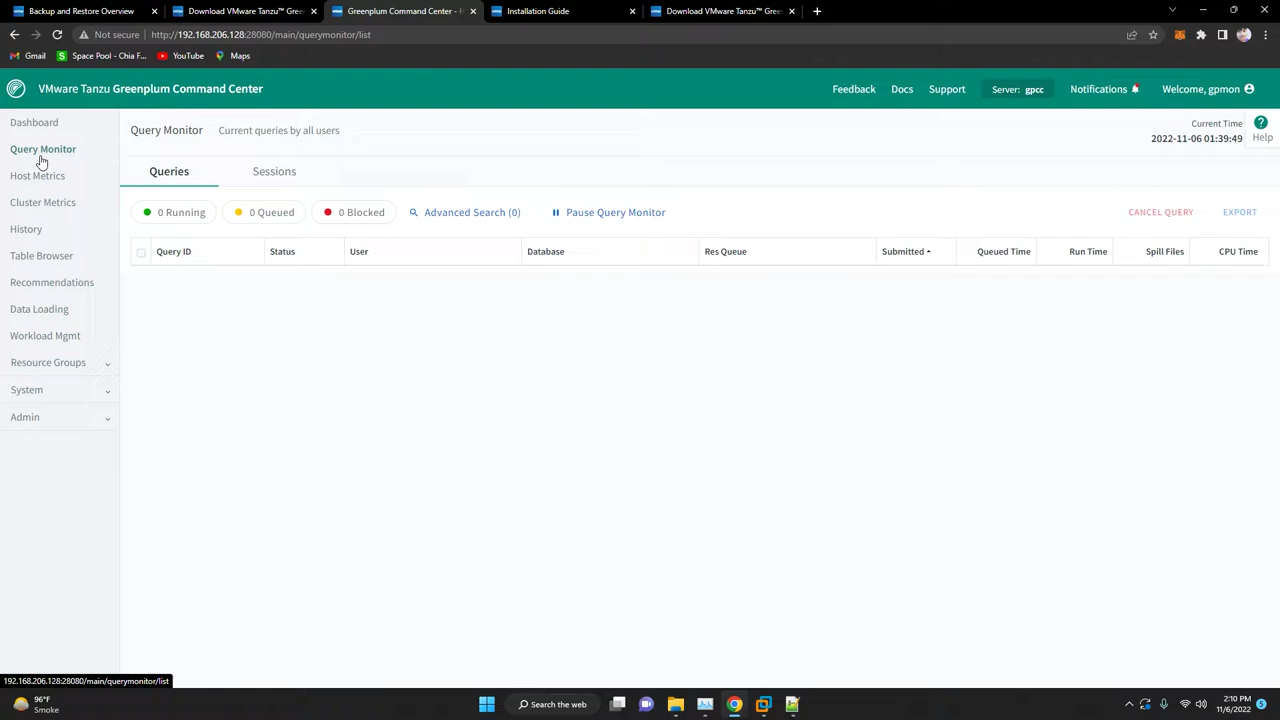 Backup and Restore Overview
Download VMware Tanzu™ Greenp
Greenplum Command Center -
Installation Guide
Download VMware Tanzu™ Greenp
Not secure
http://192.168.206.128:28080/main/querymonitor/list
Gmail
Space Pool - Chia F...
YouTube
Maps
VMware Tanzu Greenplum Command Center
Feedback
Docs
Support
Server: gpcc
Notifications
Welcome, gpmon
Dashboard
Query Monitor
Host Metrics
Cluster Metrics
History
Table Browser
Recommendations
Data Loading
Workload Mgmt
Resource Groups
System
Admin
Query Monitor
Current queries by all users
Current Time
2022-11-06 01:39:49
?
Help
Queries
Sessions
0 Running
0 Queued
0 Blocked
Advanced Search (0)
Pause Query Monitor
CANCEL QUERY
EXPORT
Query ID
Status
User
Database
Res Queue
Submitted
Queued Time
Run Time
Spill Files
CPU Time
192.168.206.128:28080/main/querymonitor/list
96°F
Smoke
Search the web
2:10 PM
11/6/2022
5